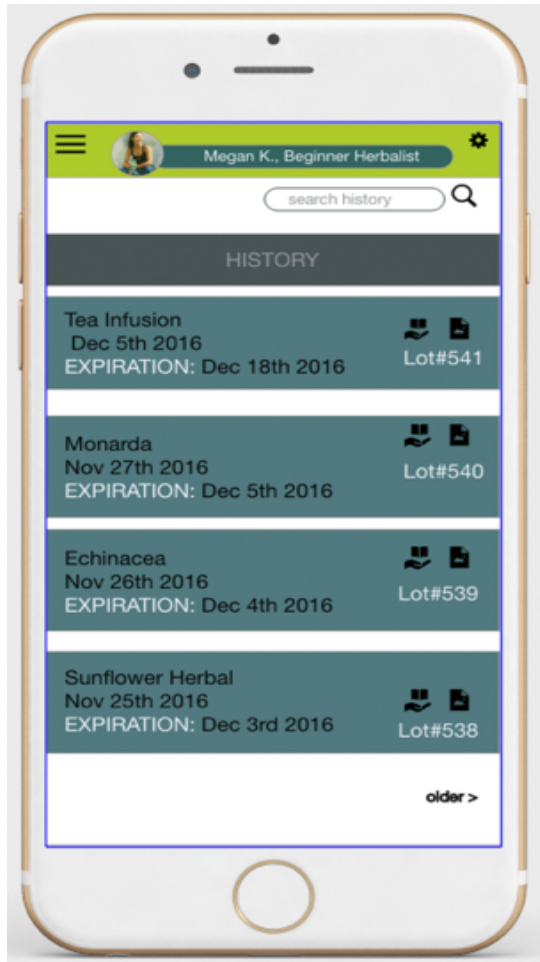 Megan K., Beginner Herbalist
search history
HISTORY
Tea Infusion
Dec 5th 2016
EXPIRATION: Dec 18th 2016
Lot#541
Monarda
Nov 27th 2016
EXPIRATION: Dec 5th 2016
Lot#540
Echinacea
Nov 26th 2016
EXPIRATION: Dec 4th 2016
Lot#539
Sunflower Herbal
Nov 25th 2016
EXPIRATION: Dec 3rd 2016
Lot#538
older >